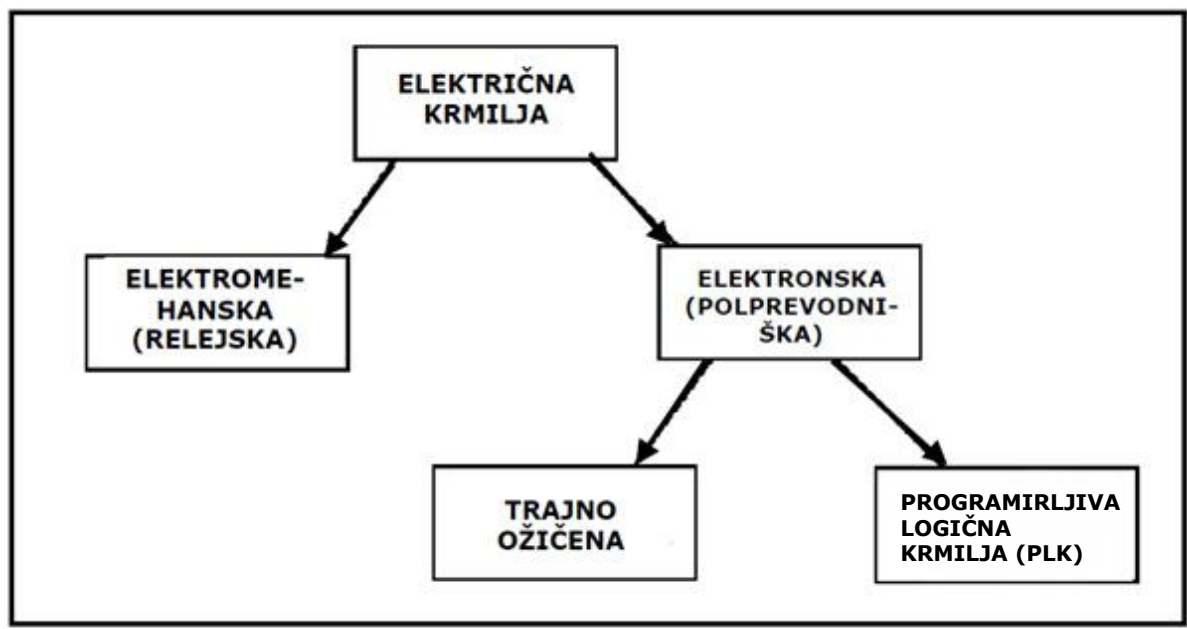 ELEKTRIČNA
KRMILJA
ELEKTROME-
HANSKA
(RELEJSKA)
ELEKTRONSKA
(POLPREVODNI-
ŠKA)
TRAJNO
OŽIČENA
PROGRAMIRLJIVA
LOGIČNA
KRMILJA (PLK)